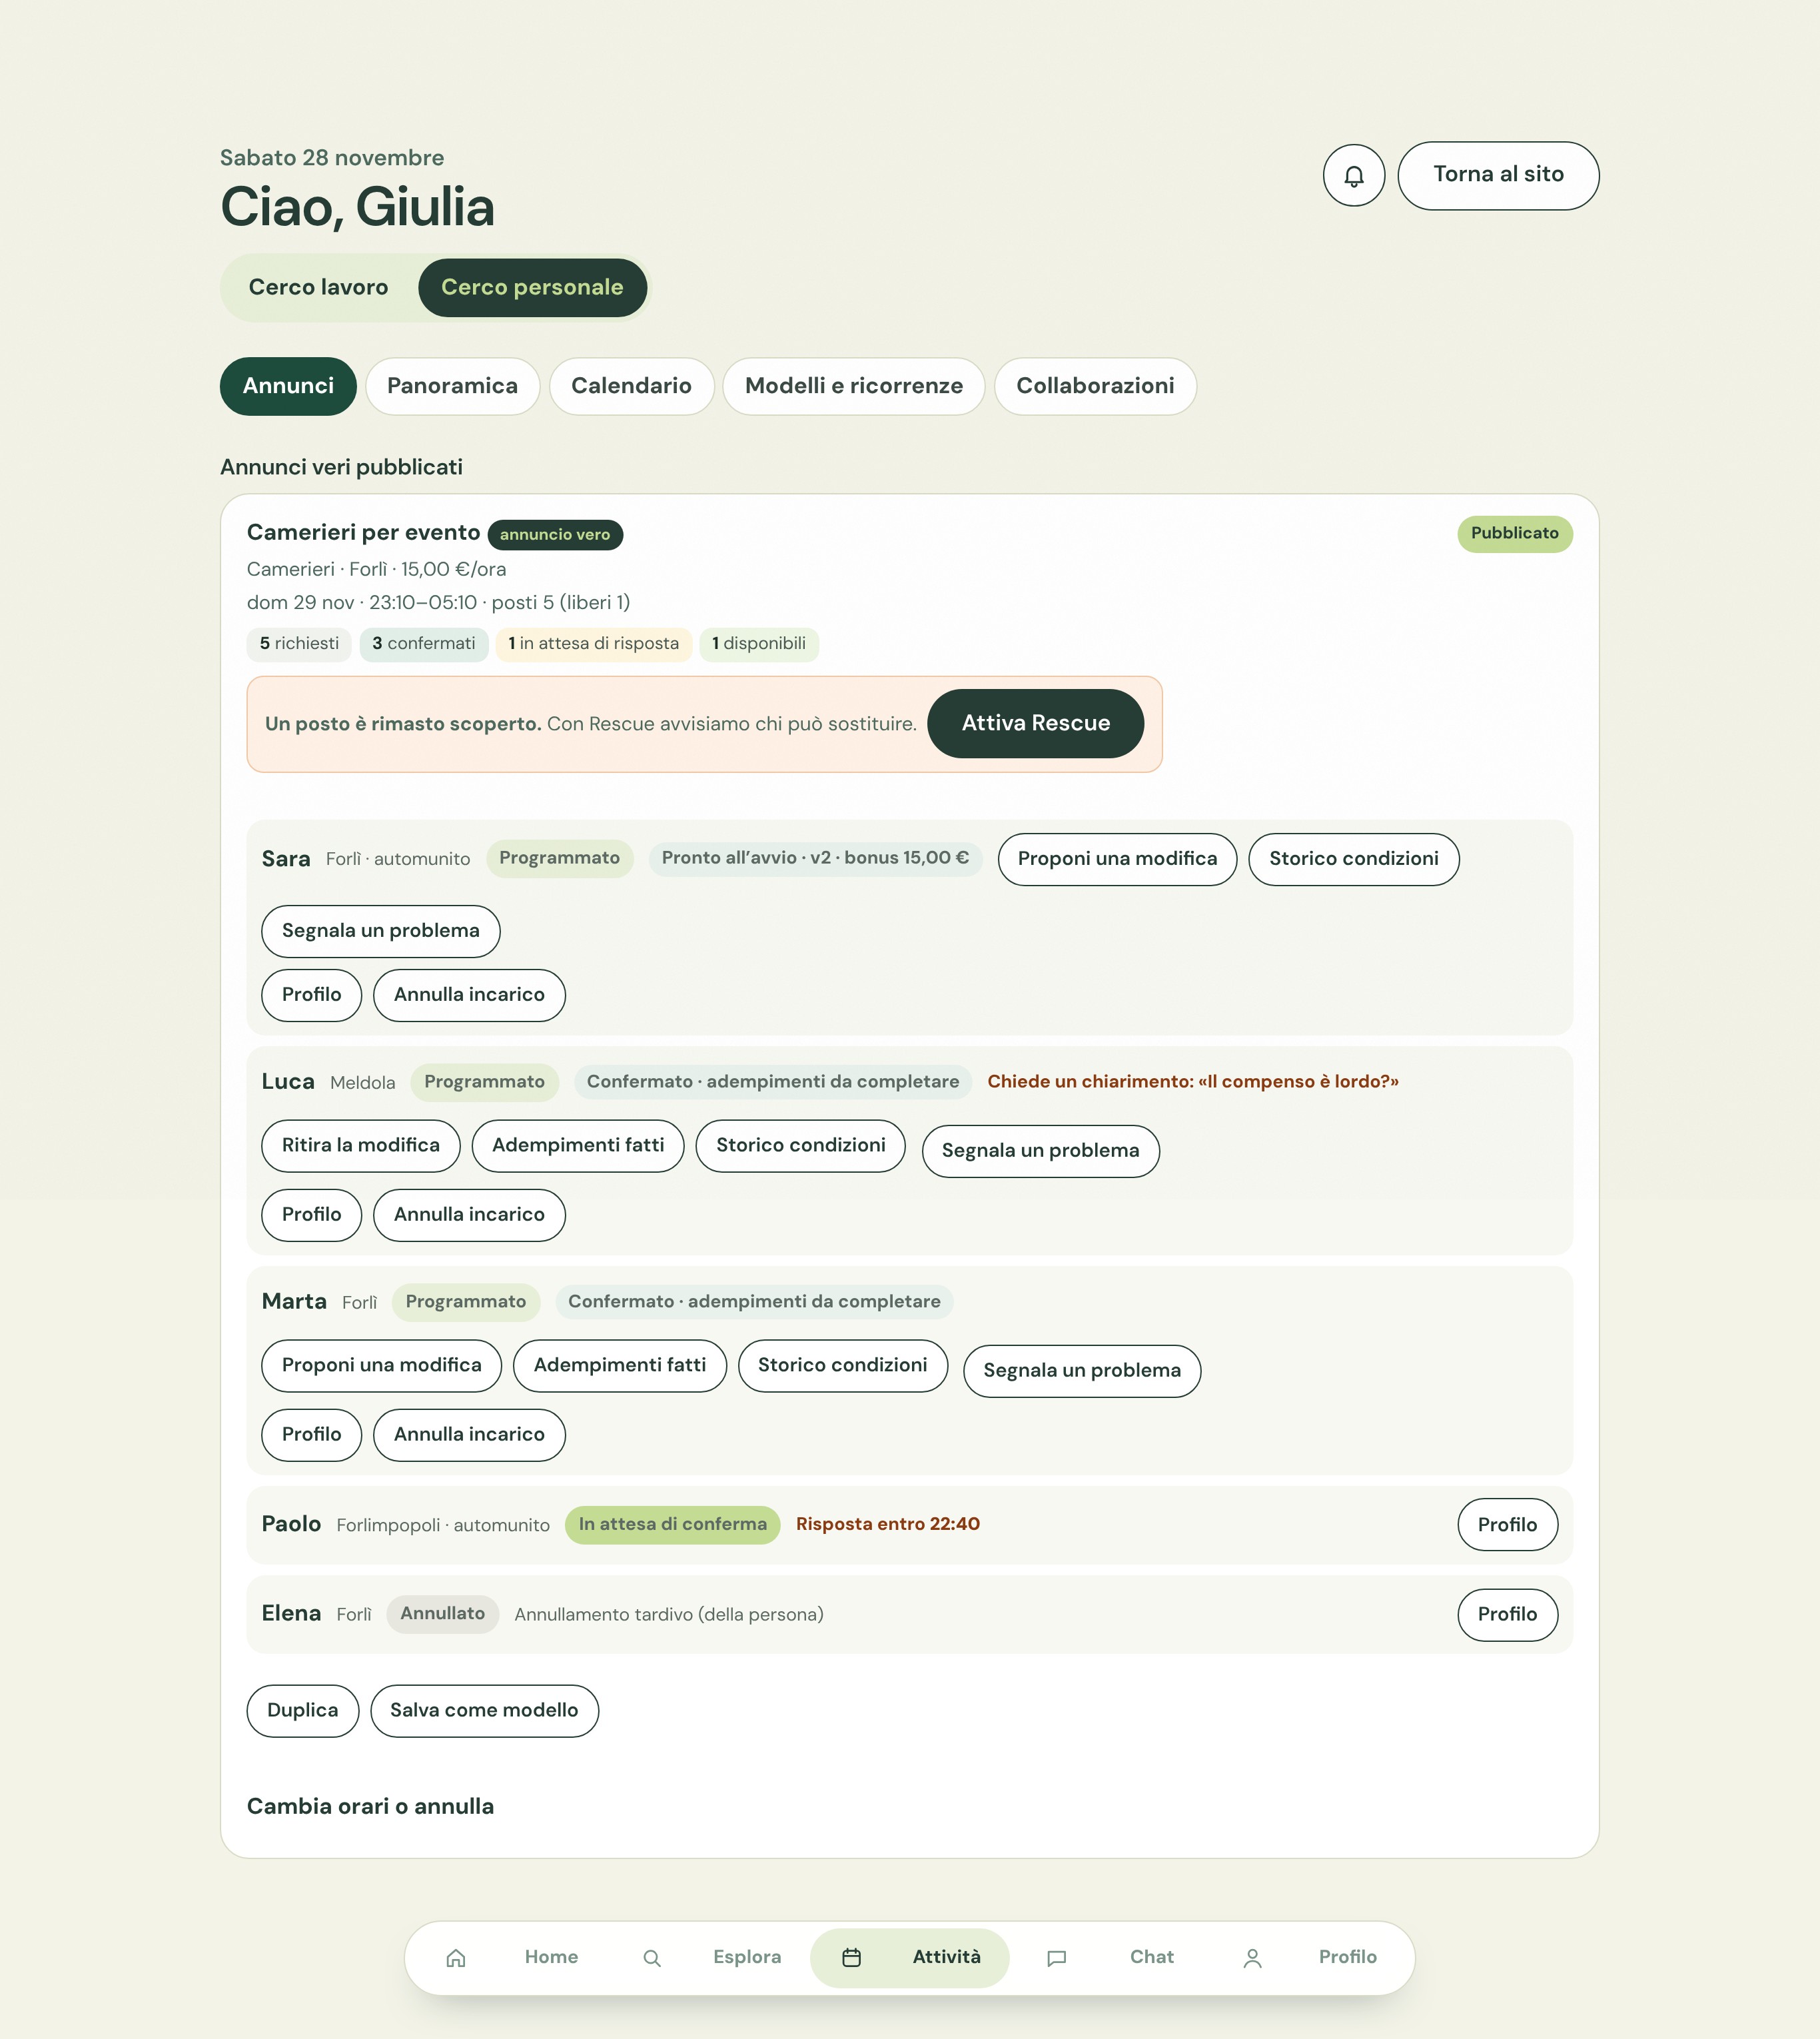 Sabato 28 novembre
Ciao, Giulia
Torna al sito
Cerco lavoro Cerco personale
Annunci Panoramica Calendario Modelli e ricorrenze Collaborazioni
Annunci veri pubblicati
Camerieri per evento annuncio vero Pubblicato
Camerieri · Forlì · 15,00 €/ora
dom 29 nov · 23:10–05:10 · posti 5 (liberi 1)
5 richiesti 3 confermati 1 in attesa di risposta 1 disponibili
Un posto è rimasto scoperto. Con Rescue avvisiamo chi può sostituire. Attiva Rescue
Sara Forlì · automunito Programmato Pronto all’avvio · v2 · bonus 15,00 € Proponi una modifica Storico condizioni
Segnala un problema
Profilo Annulla incarico
Luca Meldola Programmato Confermato · adempimenti da completare Chiede un chiarimento: «Il compenso è lordo?»
Ritira la modifica Adempimenti fatti Storico condizioni Segnala un problema
Profilo Annulla incarico
Marta Forlì Programmato Confermato · adempimenti da completare
Proponi una modifica Adempimenti fatti Storico condizioni Segnala un problema
Profilo Annulla incarico
Paolo Forlimpopoli · automunito In attesa di conferma Risposta entro 22:40 Profilo
Elena Forlì Annullato Annullamento tardivo (della persona) Profilo
Duplica Salva come modello
Cambia orari o annulla
Home Esplora Attività Chat Profilo